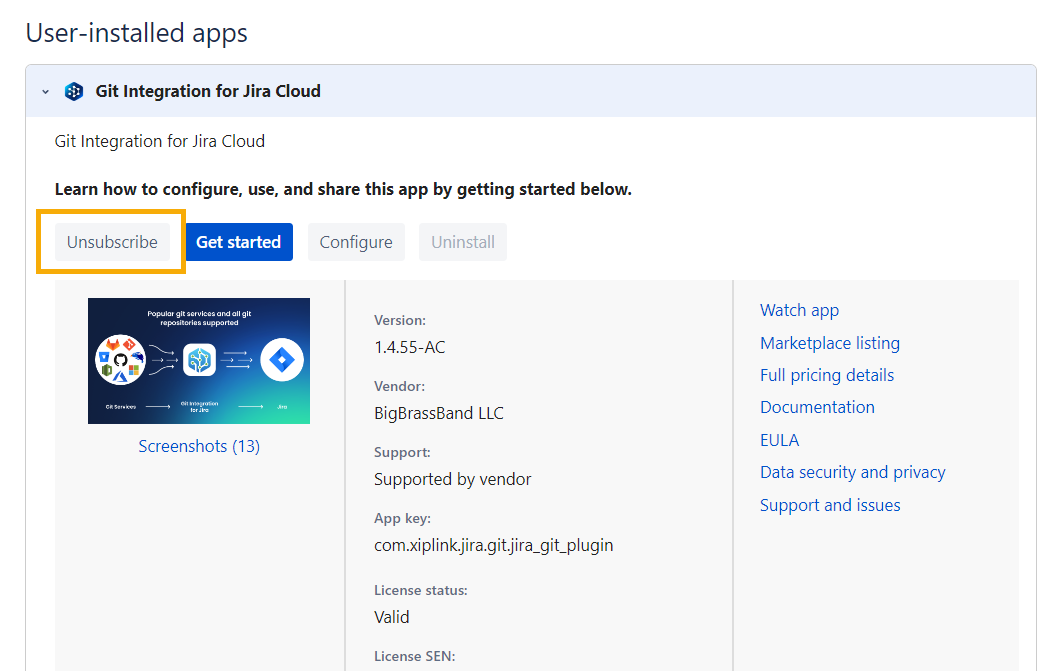 User-installed apps
Git Integration for Jira Cloud
Git Integration for Jira Cloud
Learn how to configure, use, and share this app by getting started below.
Unsubscribe
Get started
Configure
Uninstall
Popular git services and all git
repositories supported
Git Services
Git Integration
for Jira
Jira
Screenshots (13)
Version:
1.4.55-AC
Vendor:
BigBrassBand LLC
Support:
Supported by vendor
App key:
com.xiplink.jira.git.jira_git_plugin
License status:
Valid
License SEN:
Watch app
Marketplace listing
Full pricing details
Documentation
EULA
Data security and privacy
Support and issues